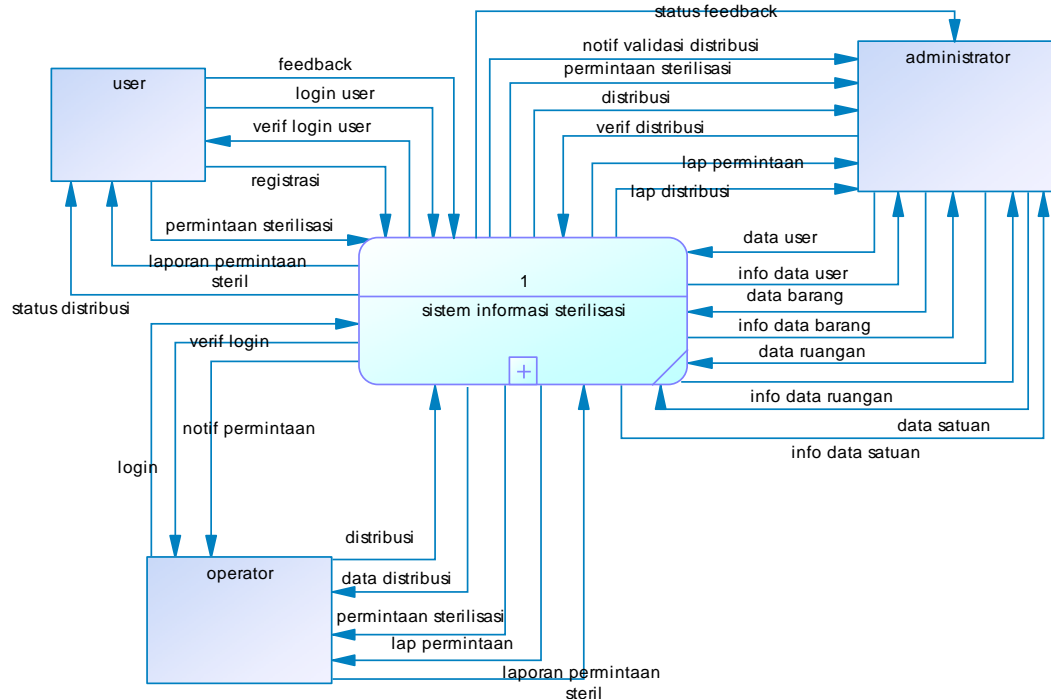 status feedback
notif validasi distribusi
administrator
feedback
user
permintaan sterilisasi
login user
distribusi
verif login user
verif distribusi
lap permintaan
registrasi
lap distribusi
permintaan sterilisasi
data user
laporan permintaan
steril
info data user
1
status distribusi
data barang
sistem informasi sterilisasi
info data barang
verif login
data ruangan
info data ruangan
notif permintaan
data satuan
info data satuan
login
distribusi
operator
data distribusi
permintaan sterilisasi
lap permintaan
laporan permintaan
steril